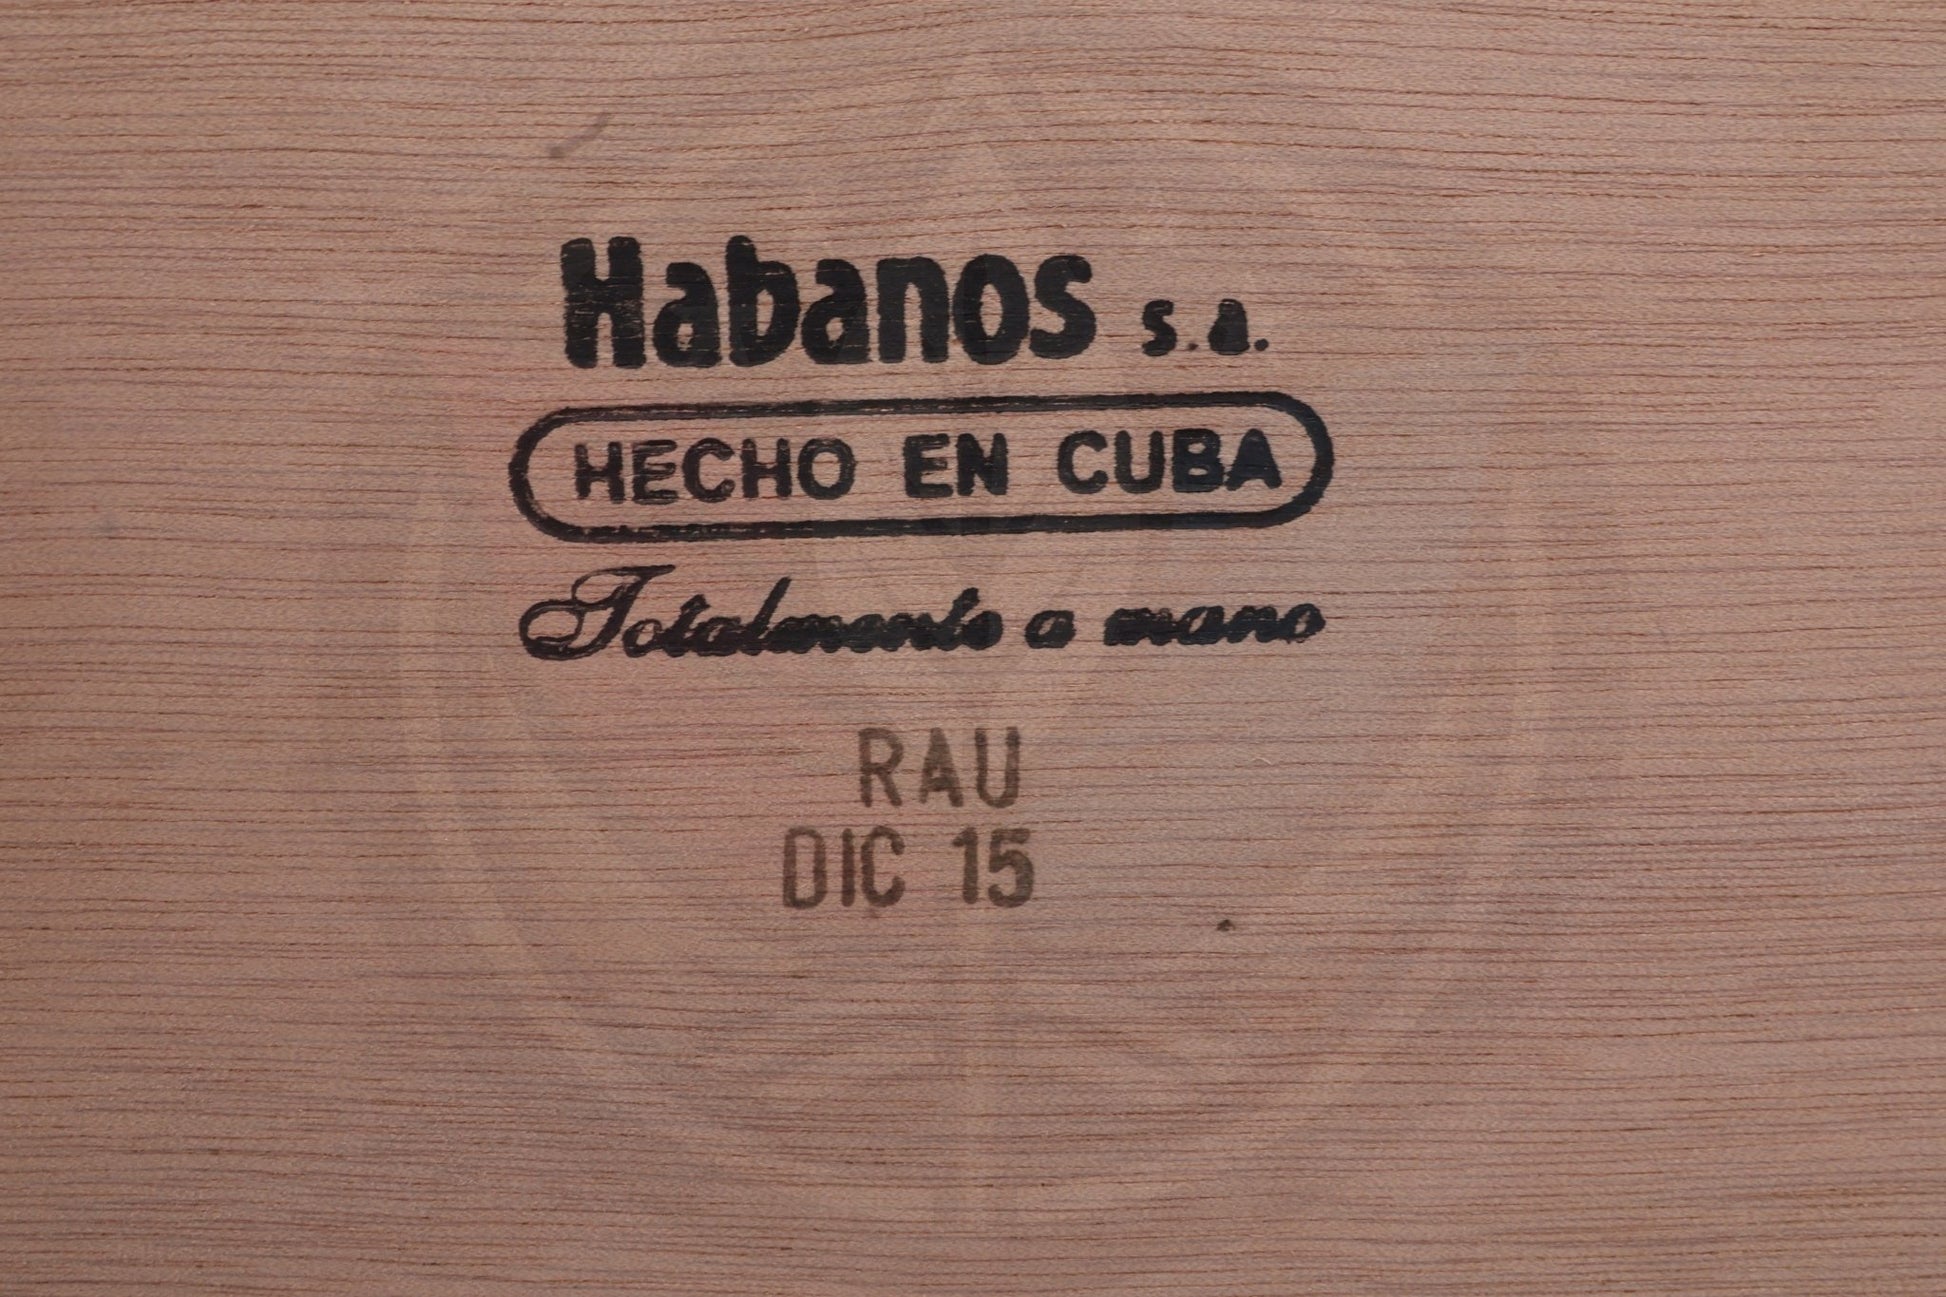 Habanos s.a.
HECHO EN CUBA
Totalmente a mano
RAU
DIC 15